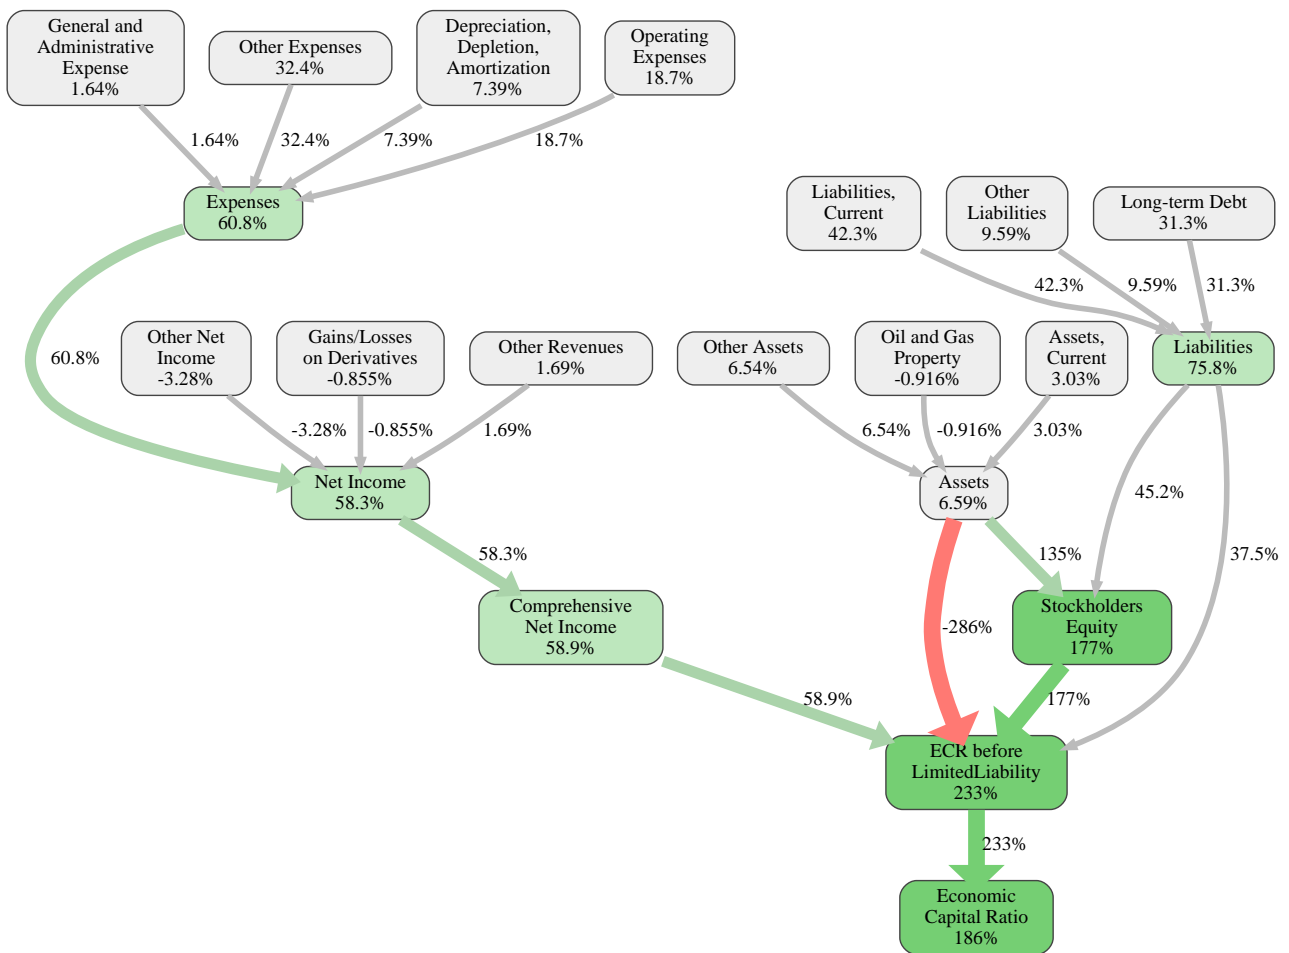 General and
Administrative
Expense
1.64%
Other Expenses
32.4%
Depreciation,
Depletion,
Amortization
7.39%
Operating
Expenses
18.7%
1.64%
32.4%
7.39%
18.7%
Expenses
60.8%
Liabilities,
Current
42.3%
Other
Liabilities
9.59%
Long-term Debt
31.3%
42.3%
9.59%
31.3%
60.8%
Other Net
Income
-3.28%
Gains/Losses
on Derivatives
-0.855%
Other Revenues
1.69%
Other Assets
6.54%
Oil and Gas
Property
-0.916%
Assets,
Current
3.03%
Liabilities
75.8%
-3.28%
-0.855%
1.69%
6.54%
-0.916%
3.03%
Net Income
58.3%
Assets
6.59%
45.2%
37.5%
58.3%
135%
Comprehensive
Net Income
58.9%
-286%
Stockholders
Equity
177%
58.9%
177%
ECR before
LimitedLiability
233%
233%
Economic
Capital Ratio
186%